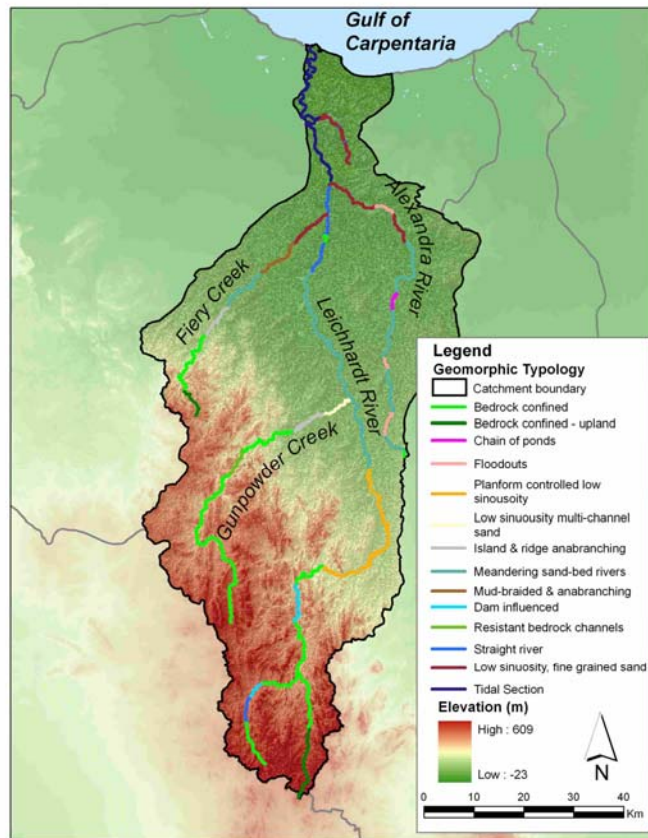 Gulf of
Carpentaria
Alexandra River
Fiery Creek
Leichhardt River
Gunpowder Creek
Legend
Geomorphic Typology
Catchment boundary
Bedrock confined
Bedrock confined - upland
Chain of ponds
Floodouts
Planform controlled low
sinousoity
Low sinuousity multi-channel
sand
Island & ridge anabranching
Meandering sand-bed rivers
Mud-braided & anabranching
Dam influenced
Resistant bedrock channels
Straight river
Low sinuosity, fine grained sand
Tidal Section
Elevation (m)
High : 609
Low : -23
N
0 10 20 30 40
Km